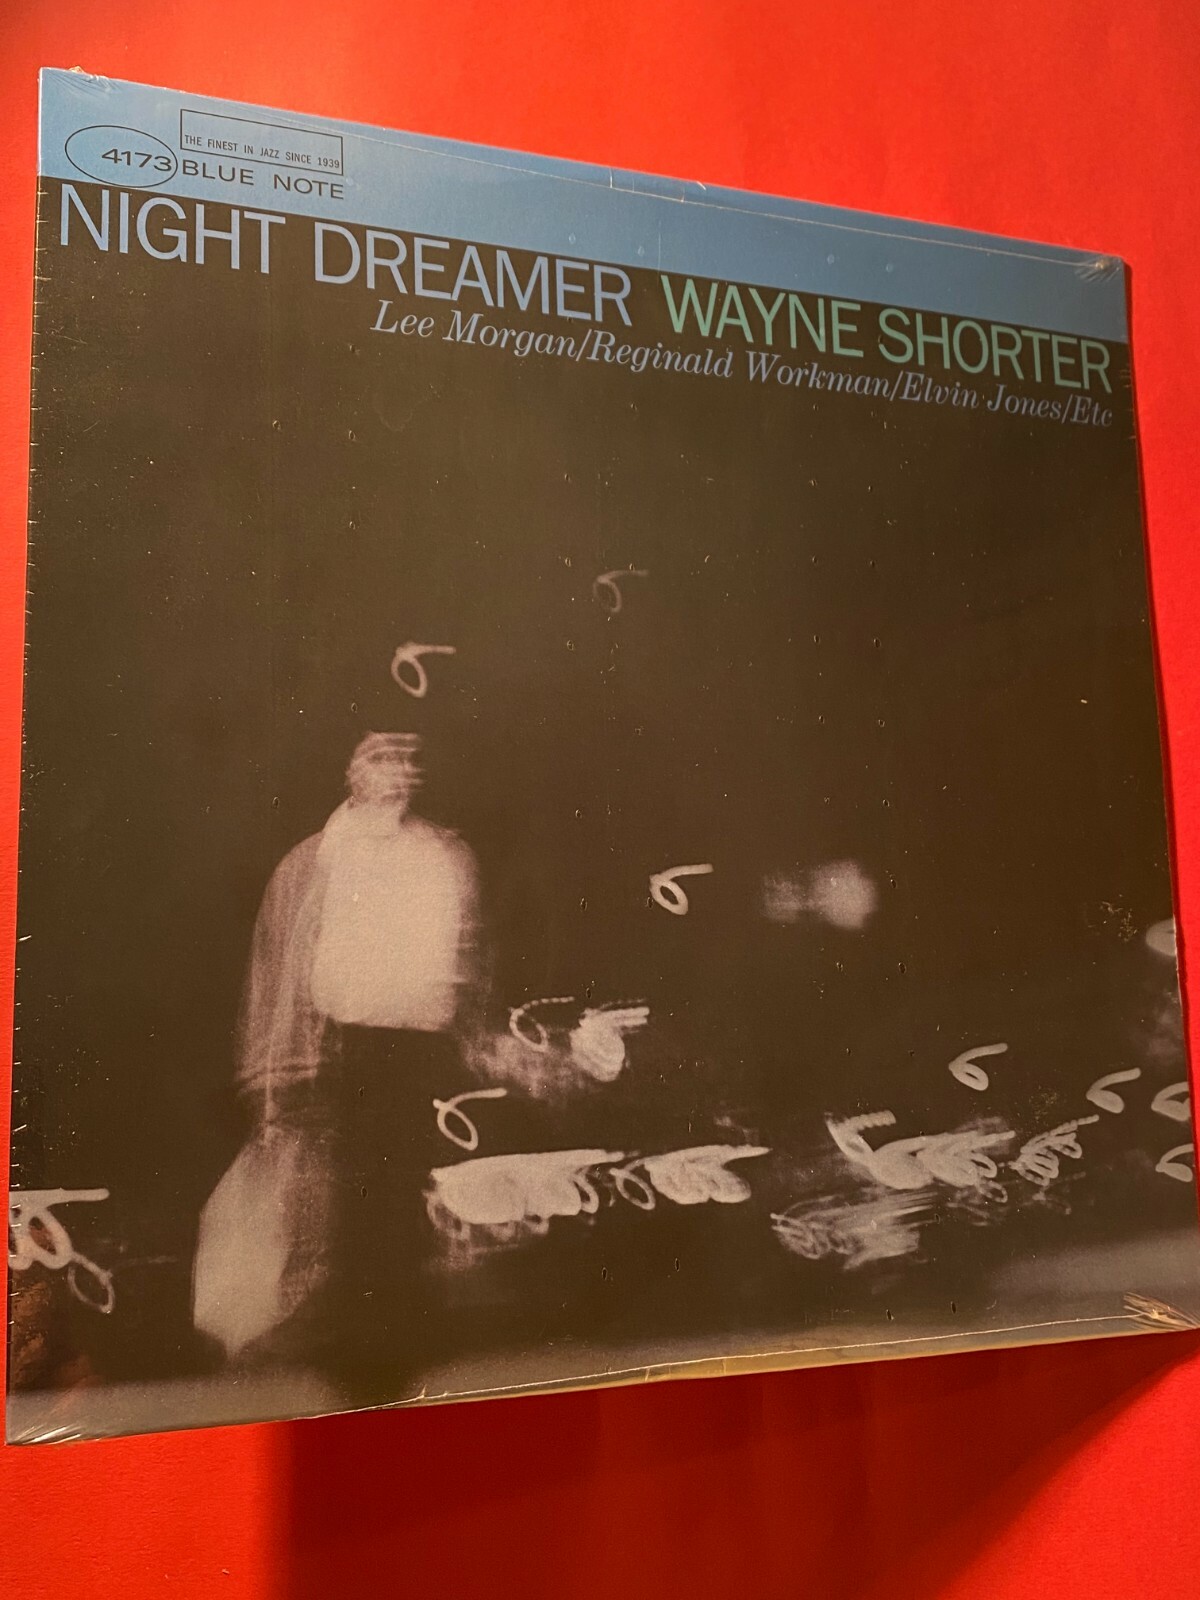 THE FINEST IN JAZZ SINCE 1939
4173 BLUE NOTE
NIGHT DREAMER WAYNE SHORTER
Lee Morgan/Reginald Workman/Elvin Jones/Etc